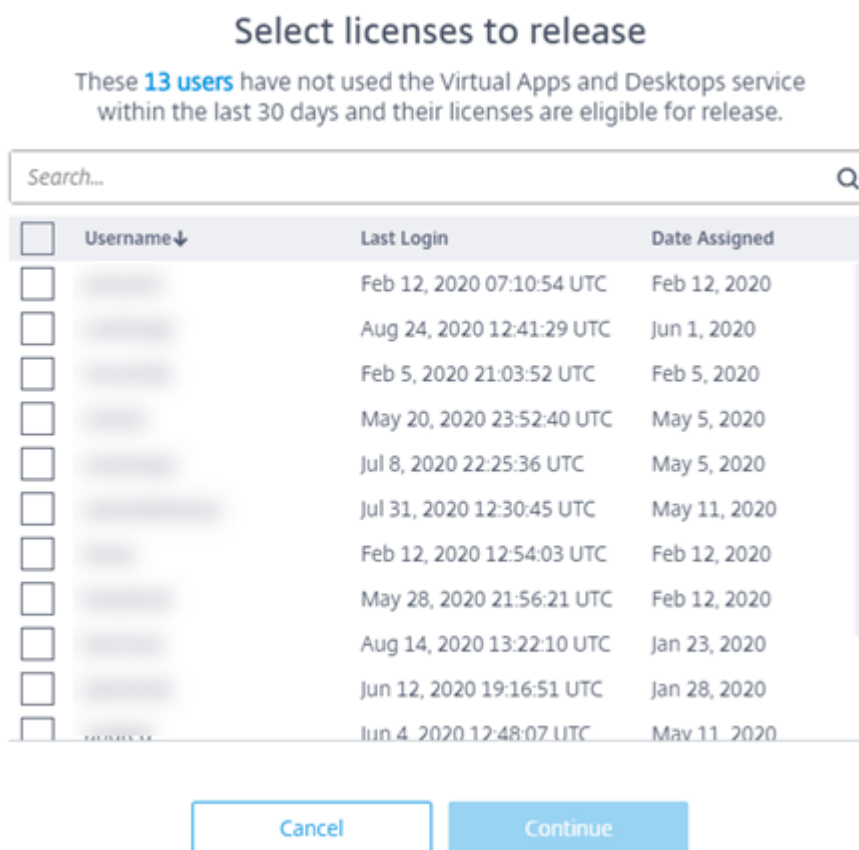 Select licenses to release
These 13 users have not used the Virtual Apps and Desktops service
within the last 30 days and their licenses are eligible for release.
Search...
Username↓ Last Login Date Assigned
Feb 12, 2020 07:10:54 UTC Feb 12, 2020
Aug 24, 2020 12:41:29 UTC Jun 1, 2020
Feb 5, 2020 21:03:52 UTC Feb 5, 2020
May 20, 2020 23:52:40 UTC May 5, 2020
Jul 8, 2020 22:25:36 UTC May 5, 2020
Jul 31, 2020 12:30:45 UTC May 11, 2020
Feb 12, 2020 12:54:03 UTC Feb 12, 2020
May 28, 2020 21:56:21 UTC Feb 12, 2020
Aug 14, 2020 13:22:10 UTC Jan 23, 2020
Jun 12, 2020 19:16:51 UTC Jan 28, 2020
Jun 4, 2020 12:48:07 UTC May 11, 2020
Cancel Continue